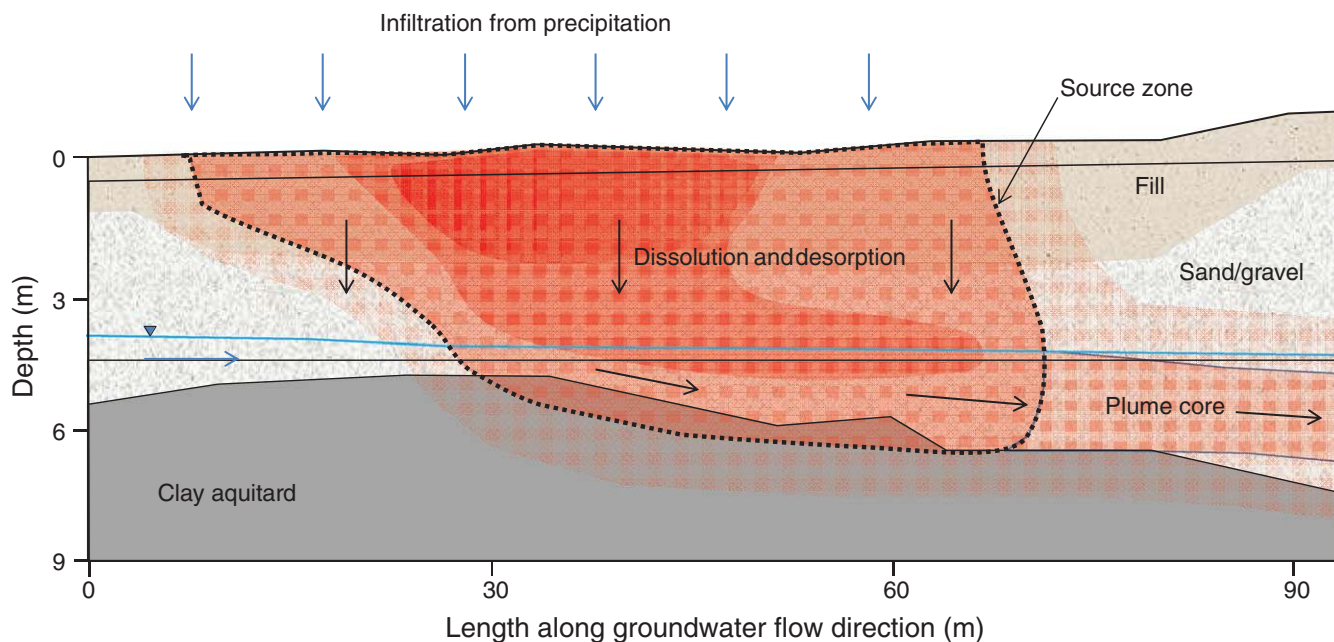 Infiltration from precipitation
Source zone
0
Fill
Dissolution and desorption
Sand/gravel
3
Depth (m)
Plume core
6
Clay aquitard
9
0 30 60 90
Length along groundwater flow direction (m)